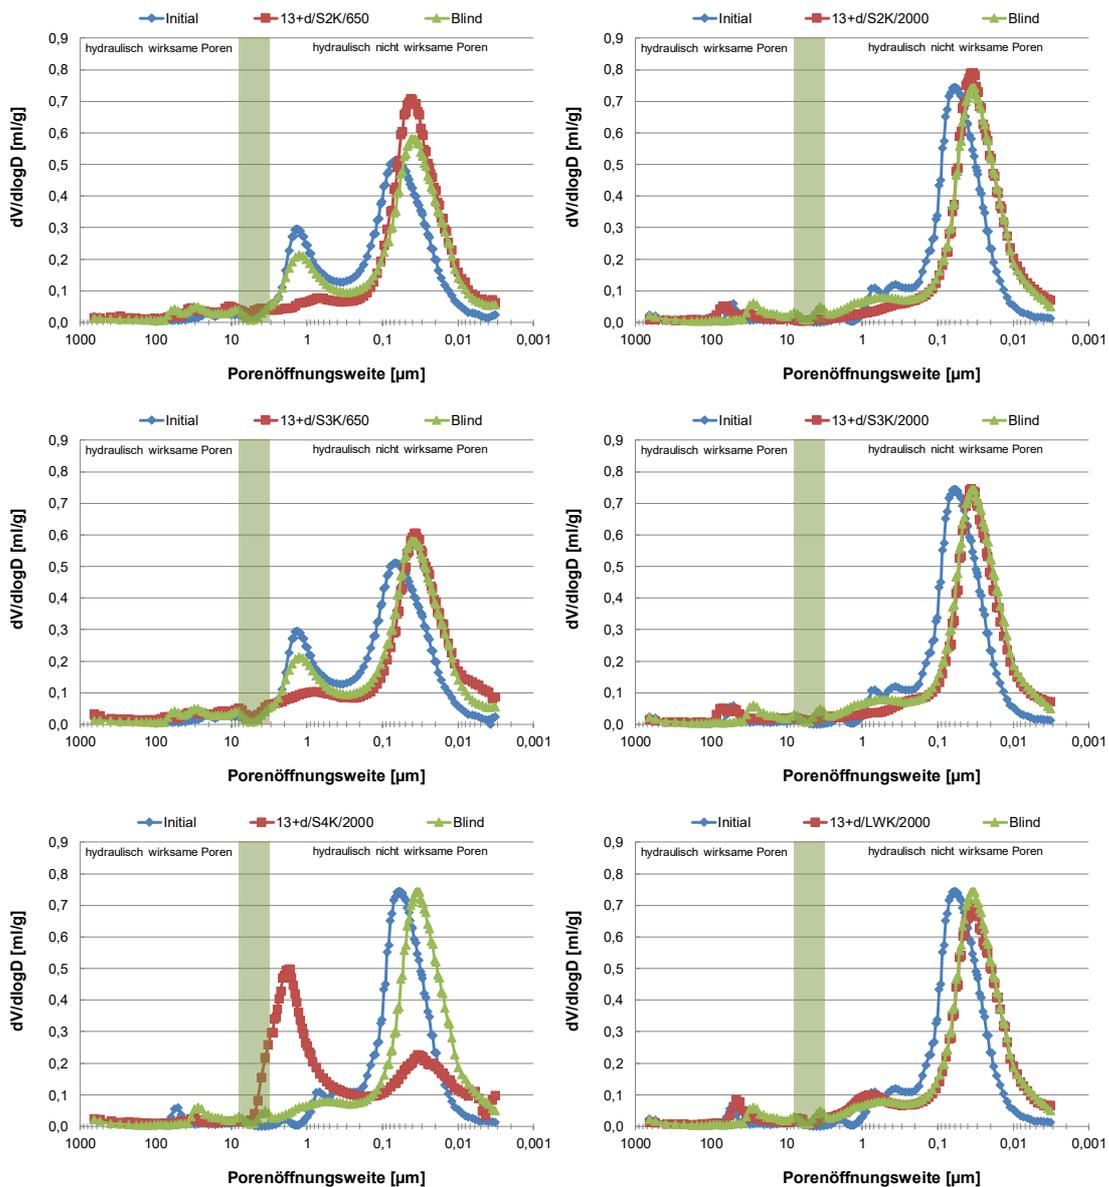 Initial 13+d/S2K/650 Blind
0,9
hydraulisch wirksame Poren hydraulisch nicht wirksame Poren
0,8
0,7
0,6
0,5
0,4
0,3
0,2
0,1
0,0
dV/dlogD [ml/g]
1000 100 10 1 0,1 0,01 0,001
Porenöffnungsweite [µm]
Initial 13+d/S2K/2000 Blind
0,9
hydraulisch wirksame Poren hydraulisch nicht wirksame Poren
0,8
0,7
0,6
0,5
0,4
0,3
0,2
0,1
0,0
dV/dlogD [ml/g]
1000 100 10 1 0,1 0,01 0,001
Porenöffnungsweite [µm]
Initial 13+d/S3K/650 Blind
0,9
hydraulisch wirksame Poren hydraulisch nicht wirksame Poren
0,8
0,7
0,6
0,5
0,4
0,3
0,2
0,1
0,0
dV/dlogD [ml/g]
1000 100 10 1 0,1 0,01 0,001
Porenöffnungsweite [µm]
Initial 13+d/S3K/2000 Blind
0,9
hydraulisch wirksame Poren hydraulisch nicht wirksame Poren
0,8
0,7
0,6
0,5
0,4
0,3
0,2
0,1
0,0
dV/dlogD [ml/g]
1000 100 10 1 0,1 0,01 0,001
Porenöffnungsweite [µm]
Initial 13+d/S4K/2000 Blind
0,9
hydraulisch wirksame Poren hydraulisch nicht wirksame Poren
0,8
0,7
0,6
0,5
0,4
0,3
0,2
0,1
0,0
dV/dlogD [ml/g]
1000 100 10 1 0,1 0,01 0,001
Porenöffnungsweite [µm]
Initial 13+d/LWK/2000 Blind
0,9
hydraulisch wirksame Poren hydraulisch nicht wirksame Poren
0,8
0,7
0,6
0,5
0,4
0,3
0,2
0,1
0,0
dV/dlogD [ml/g]
1000 100 10 1 0,1 0,01 0,001
Porenöffnungsweite [µm]